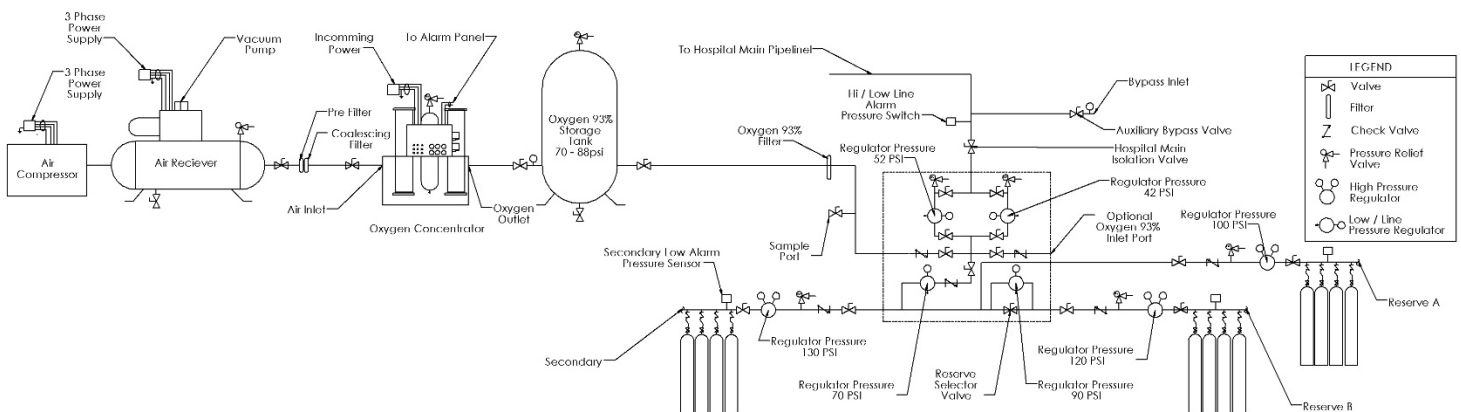 3 Phase
Power
Supply
3 Phase
Power
Supply
Vacuum
Pump
Air
Compressor
Air Reciever
Pre Filter
Coalescing
Filter
Air Inlet
Incomming
Power
To Alarm Panel
Oxygen
Outlet
Oxygen Concentrator
Oxygen 93%
Storage
Tank
70 - 88psi
Oxygen 93%
Filter
Sample
Port
To Hospital Main Pipelinel
Hi / Low Line
Alarm
Pressure Switch
Bypass Inlet
Auxiliary Bypass Valve
Hospital Main
Isolation Valve
Regulator Pressure
52 PSI
Regulator Pressure
42 PSI
Optional
Oxygen 93%
Inlet Port
Regulator Pressure
100 PSI
Reserve A
Secondary Low Alarm
Pressure Sensor
Secondary
Regulator Pressure
130 PSI
Regulator Pressure
70 PSI
Reserve
Selector
Valve
Regulator Pressure
90 PSI
Regulator Pressure
120 PSI
Reserve B
LEGEND
Valve
Filter
Check Valve
Pressure Relief
Valve
High Pressure
Regulator
Low / Line
Pressure Regulator